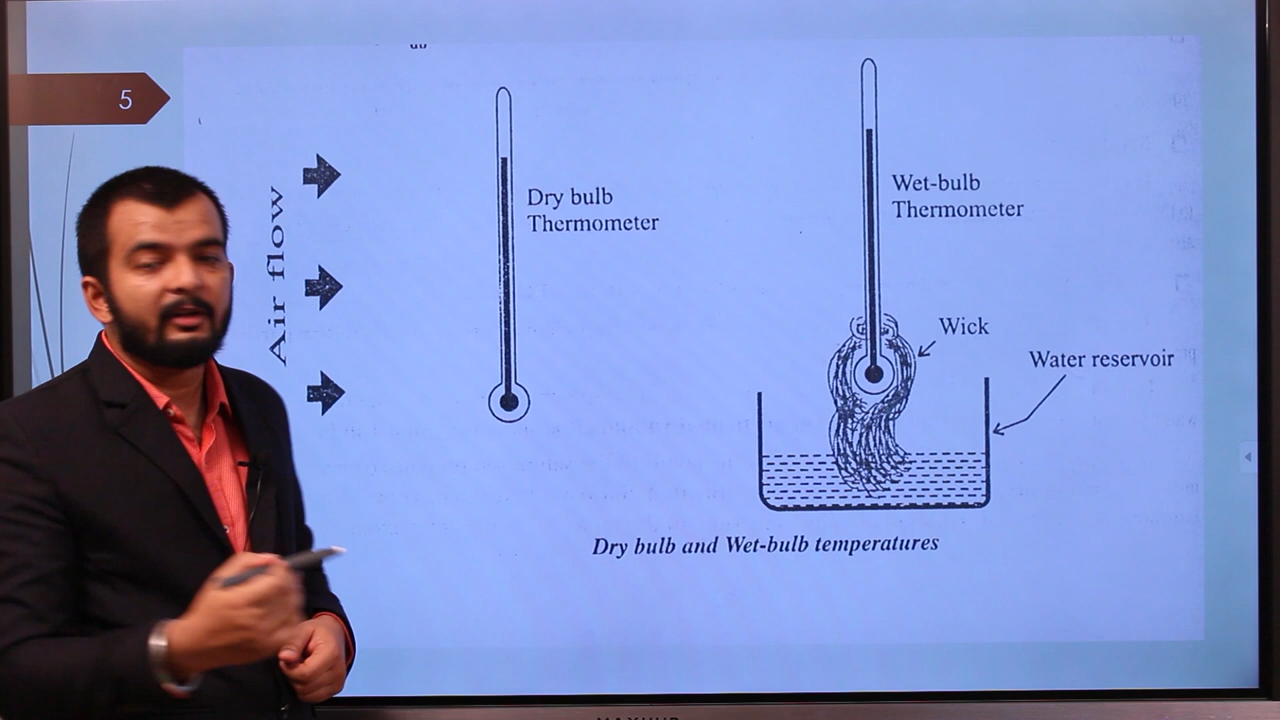 5
Air flow
Dry bulb
Thermometer
Wet-bulb
Thermometer
Wick
Water reservoir
Dry bulb and Wet-bulb temperatures